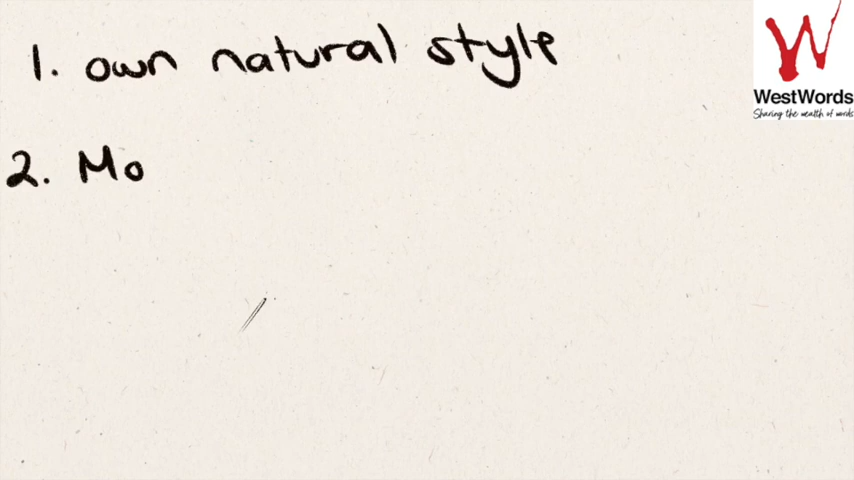 1. own natural style
WestWords
Sharing the wealth of words
2. Mo